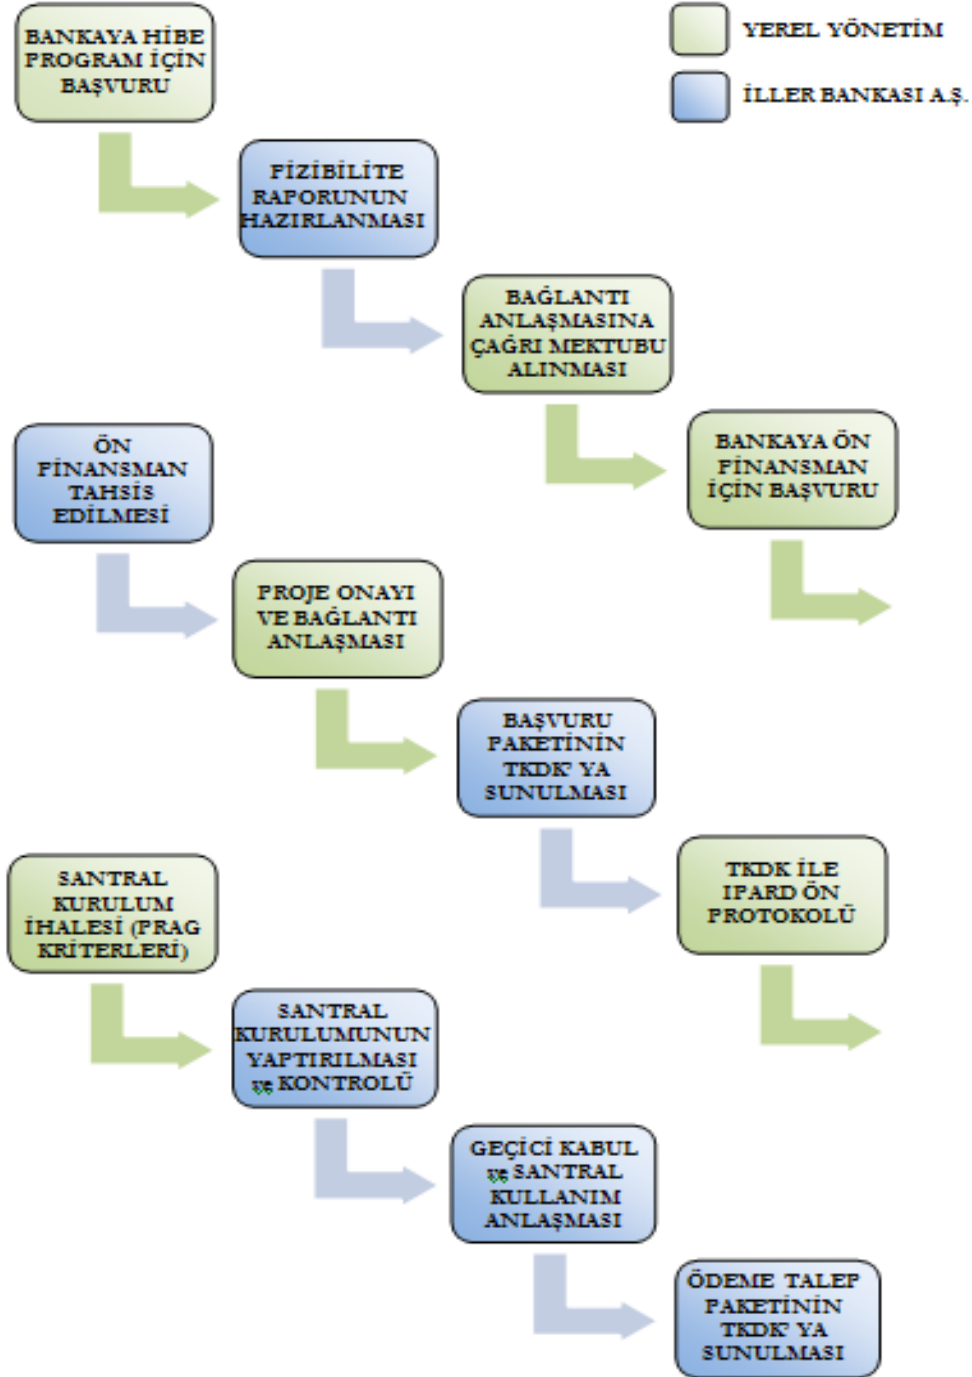 BANKAYA HİBE
PROGRAM İÇİN
BAŞVURU
YEREL YÖNETİM
İLLER BANKASI A.Ş.
FİZİBİLİTE
RAPORUNUN
HAZIRLANMASI
BAĞLANTI
ANLAŞMASINA
ÇAĞRI MEKTUBU
ALINMASI
BANKAYA ÖN
FİNANSMAN
İÇİN BAŞVURU
ÖN
FİNANSMAN
TAHSİS
EDİLMESİ
PROJE ONAYI
VE BAĞLANTI
ANLAŞMASI
BAŞVURU
PAKETİNİN
TKDK' YA
SUNULMASI
TKDK İLE
IPARD ÖN
PROTOKOLÜ
SANTRAL
KURULUM
İHALESİ (PRAG
KRİTERLERİ)
SANTRAL
KURULUMUNUN
YAPTIRILMASI
ve KONTROLÜ
GEÇİCİ KABUL
ve SANTRAL
KULLANIM
ANLAŞMASI
ÖDEME TALEP
PAKETİNİN
TKDK' YA
SUNULMASI